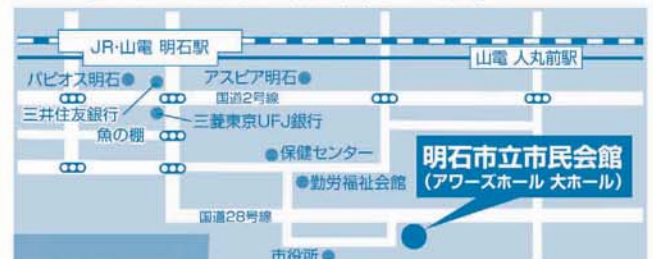 JR・山電 明石駅
山電 人丸前駅
パピオス明石
アスピア明石
国道2号線
三井住友銀行
三菱東京UFJ銀行
魚の棚
保健センター
明石市立市民会館
(アワーズホール 大ホール)
勤労福祉会館
国道28号線
市役所